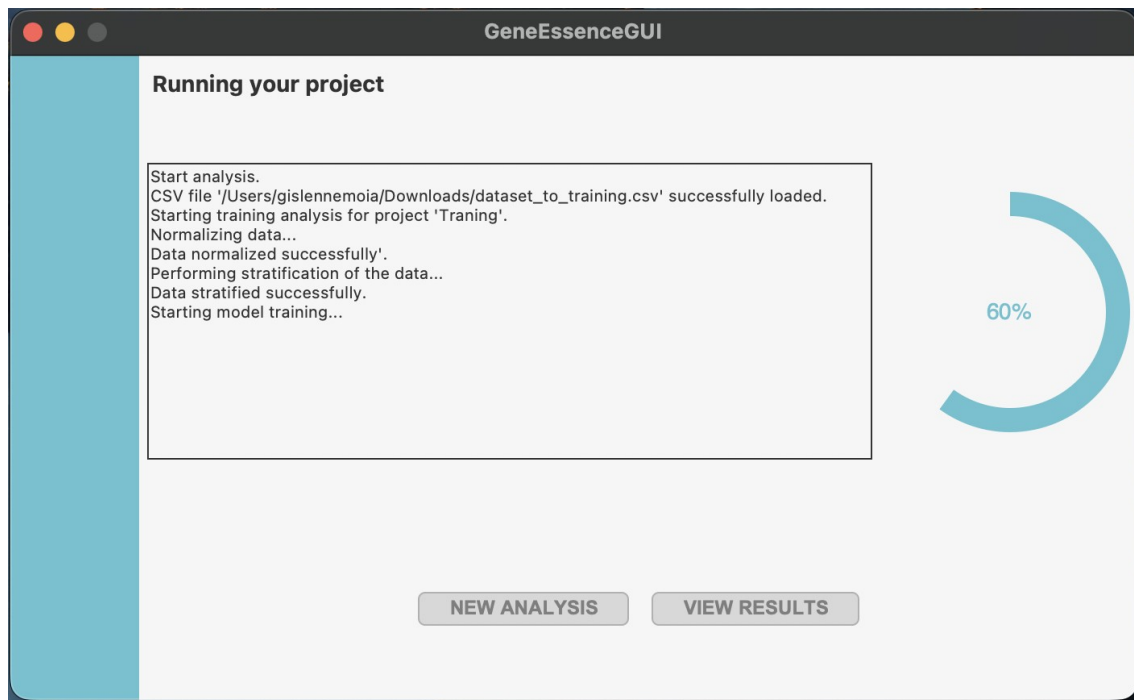 GeneEssenceGUI
Running your project
Start analysis.
CSV file '/Users/gislennemoia/Downloads/dataset_to_training.csv' successfully loaded.
Starting training analysis for project 'Traning'.
Normalizing data...
Data normalized successfully'.
Performing stratification of the data...
Data stratified successfully.
Starting model training...
60%
NEW ANALYSIS
VIEW RESULTS